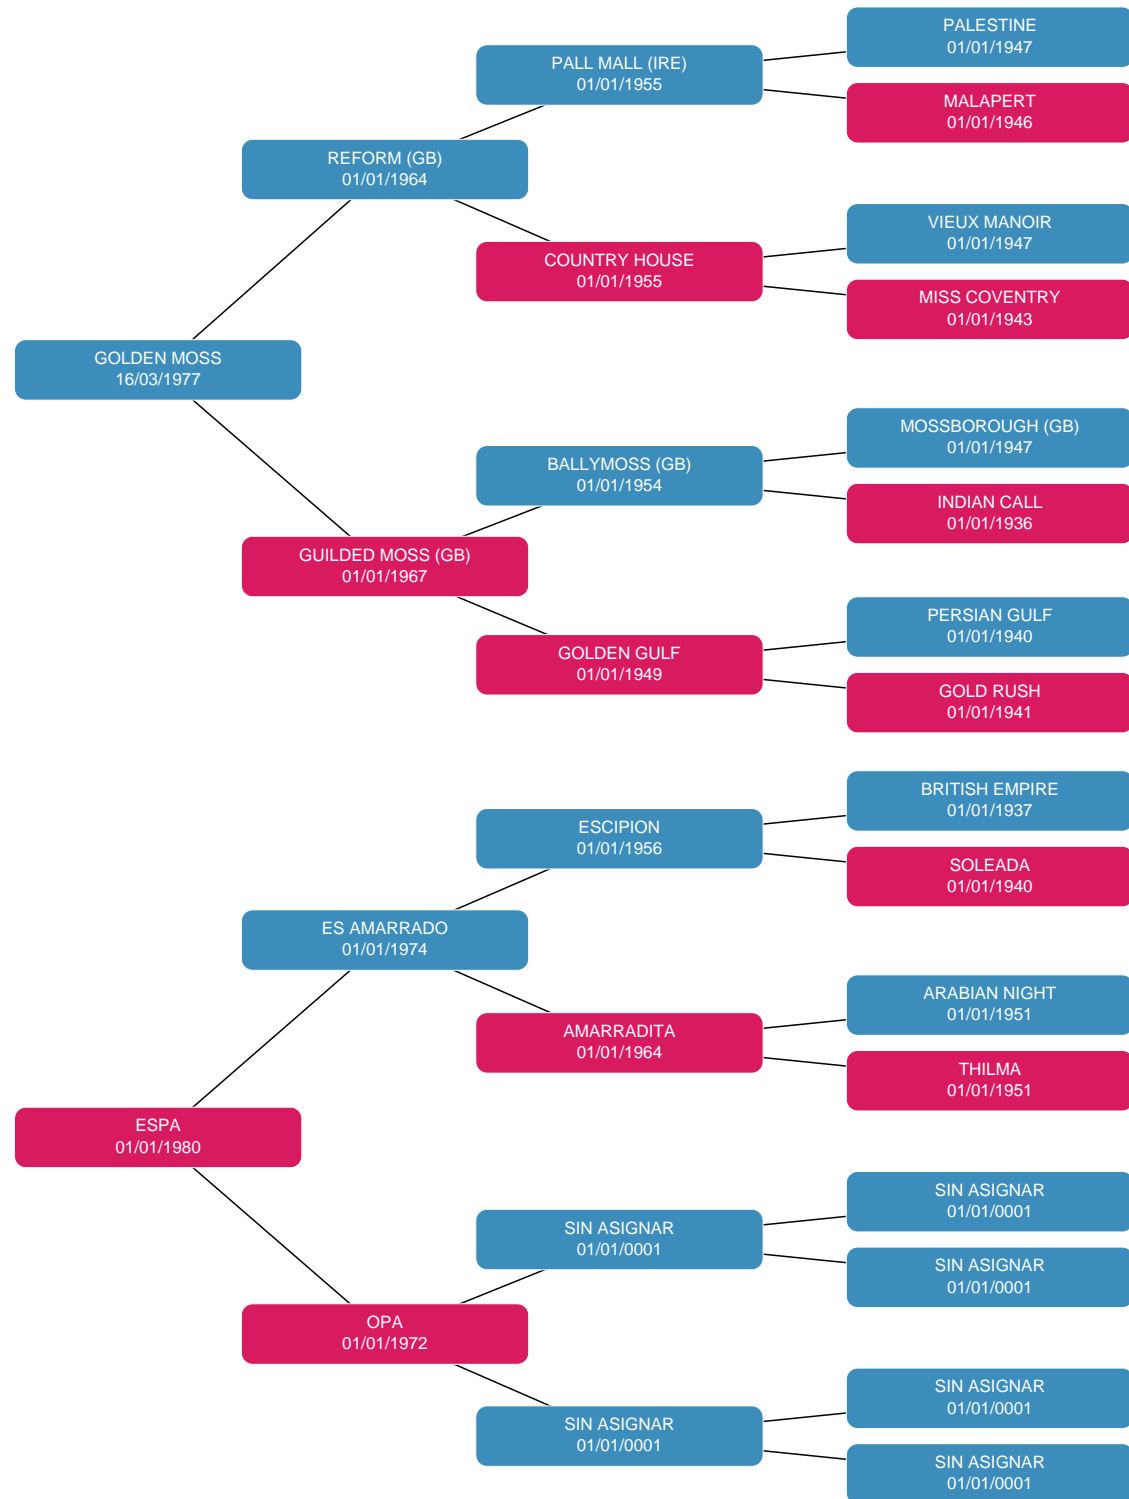 PALESTINE
01/01/1947
PALL MALL (IRE)
01/01/1955
MALAPERT
01/01/1946
REFORM (GB)
01/01/1964
VIEUX MANOIR
01/01/1947
COUNTRY HOUSE
01/01/1955
MISS COVENTRY
01/01/1943
GOLDEN MOSS
16/03/1977
MOSSBOROUGH (GB)
01/01/1947
BALLYMOSS (GB)
01/01/1954
INDIAN CALL
01/01/1936
GUILDED MOSS (GB)
01/01/1967
PERSIAN GULF
01/01/1940
GOLDEN GULF
01/01/1949
GOLD RUSH
01/01/1941
BRITISH EMPIRE
01/01/1937
ESCIPION
01/01/1956
SOLEADA
01/01/1940
ES AMARRADO
01/01/1974
ARABIAN NIGHT
01/01/1951
AMARRADITA
01/01/1964
THILMA
01/01/1951
ESPA
01/01/1980
SIN ASIGNAR
01/01/0001
SIN ASIGNAR
01/01/0001
SIN ASIGNAR
01/01/0001
OPA
01/01/1972
SIN ASIGNAR
01/01/0001
SIN ASIGNAR
01/01/0001
SIN ASIGNAR
01/01/0001